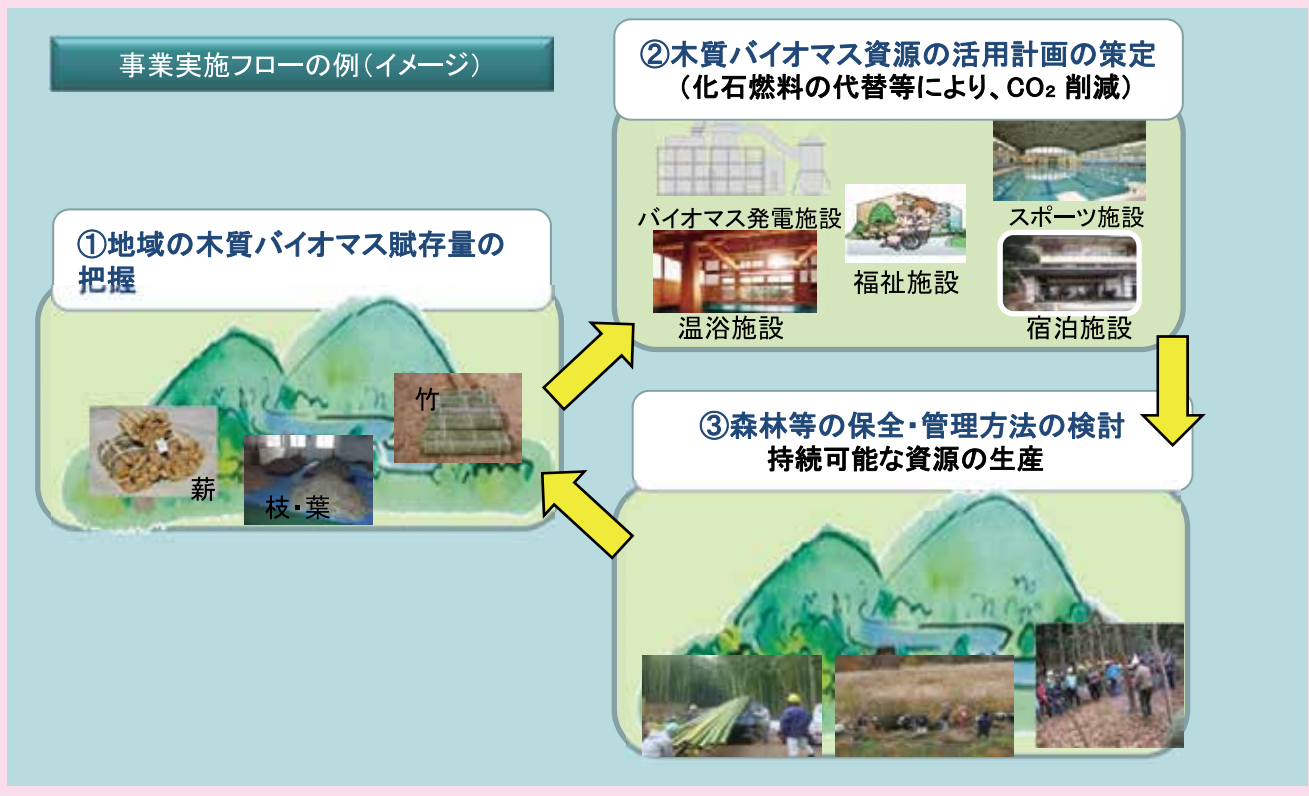 事業実施フローの例(イメージ)
①地域の木質バイオマス賦存量の
把握
竹
薪
枝・葉
②木質バイオマス資源の活用計画の策定
(化石燃料の代替等により、CO₂ 削減)
バイオマス発電施設
スポーツ施設
福祉施設
温浴施設
宿泊施設
③森林等の保全・管理方法の検討
持続可能な資源の生産